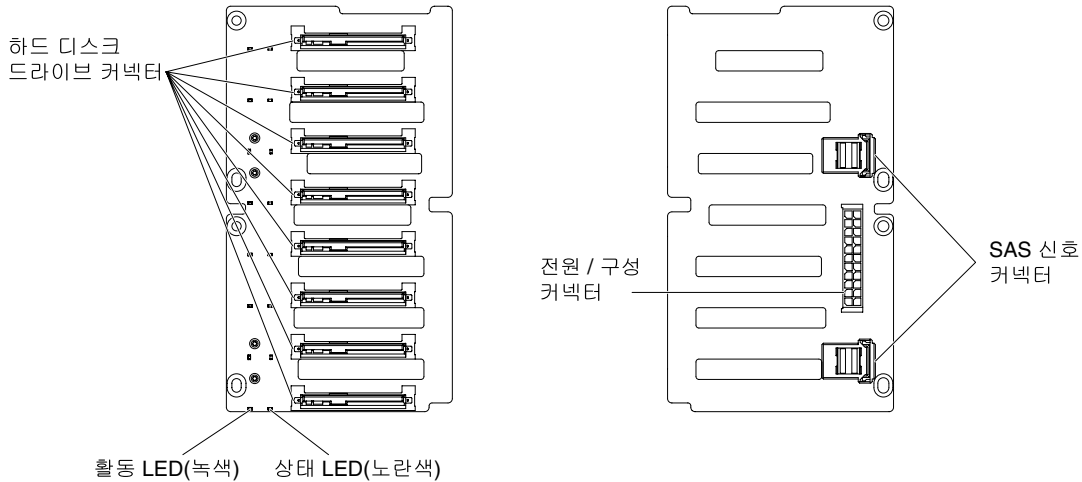 하드 디스크
드라이브 커넥터
전원 / 구성
커넥터
SAS 신호
커넥터
활동 LED(녹색)
상태 LED(노란색)